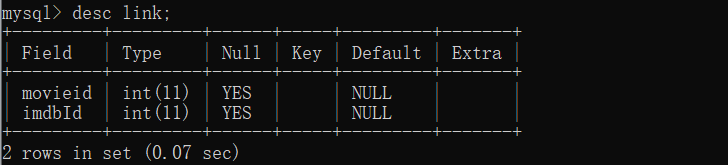 mysql> desc link;
+---------+---------+------+-----+---------+-------+
| Field   | Type    | Null | Key | Default | Extra |
+---------+---------+------+-----+---------+-------+
| movieid | int(11) | YES  |     | NULL    |       |
| imdbId  | int(11) | YES  |     | NULL    |       |
+---------+---------+------+-----+---------+-------+
2 rows in set (0.07 sec)